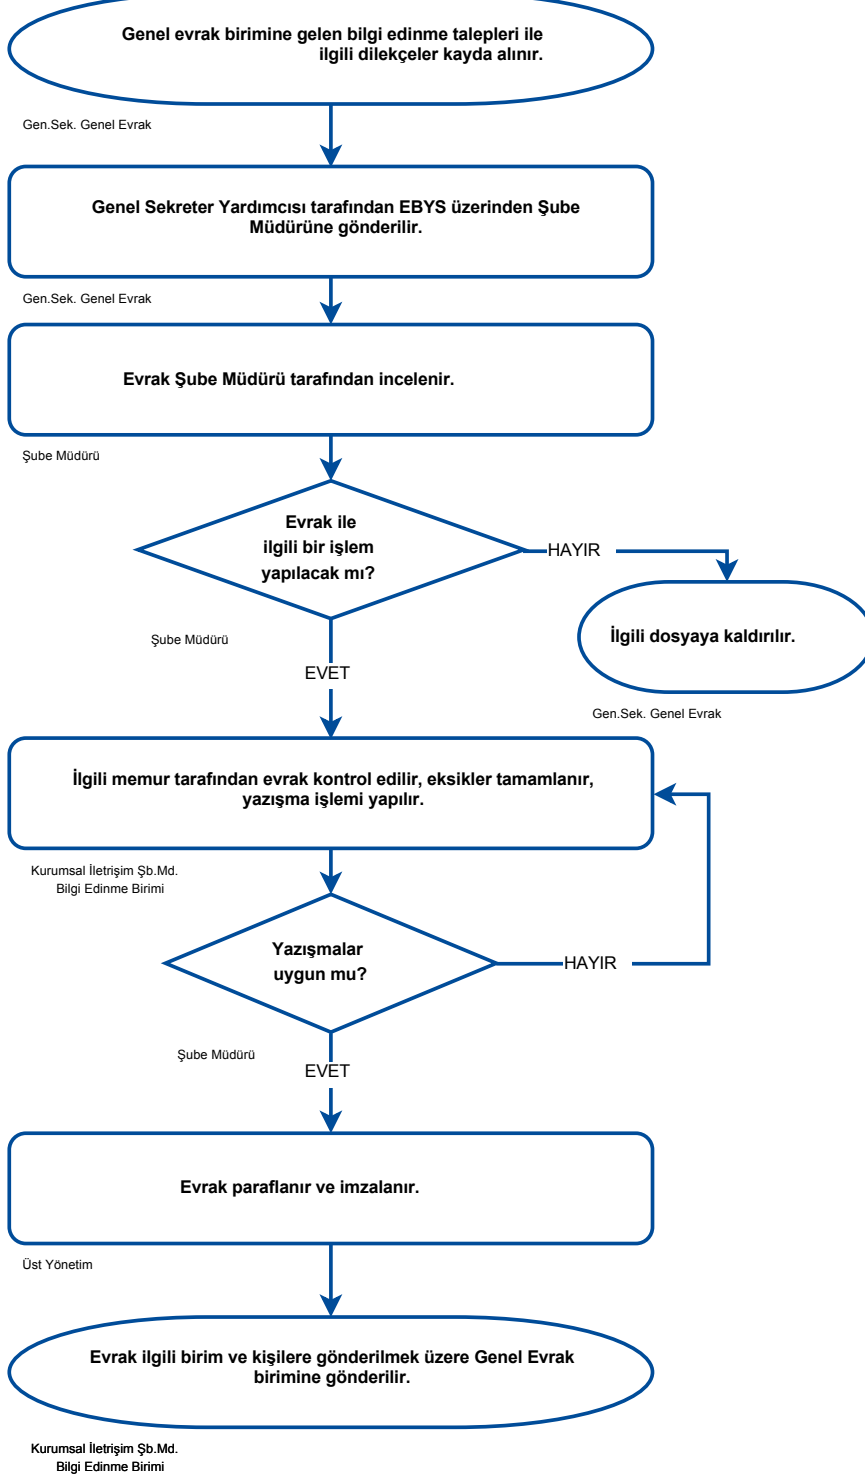 Genel evrak birimine gelen bilgi edinme talepleri ile
ilgili dilekçeler kayda alınır.
Gen.Sek. Genel Evrak
Genel Sekreter Yardımcısı tarafından EBYS üzerinden Şube
Müdürüne gönderilir.
Gen.Sek. Genel Evrak
Evrak Şube Müdürü tarafından incelenir.
Şube Müdürü
Evrak ile
ilgili bir işlem
yapılacak mı?
HAYIR
İlgili dosyaya kaldırılır.
Şube Müdürü
EVET
Gen.Sek. Genel Evrak
İlgili memur tarafından evrak kontrol edilir, eksikler tamamlanır,
yazışma işlemi yapılır.
Kurumsal İletrişim Şb.Md.
Bilgi Edinme Birimi
Yazışmalar
uygun mu?
HAYIR
Şube Müdürü
EVET
Evrak paraflanır ve imzalanır.
Üst Yönetim
Evrak ilgili birim ve kişilere gönderilmek üzere Genel Evrak
birimine gönderilir.
Kurumsal İletrişim Şb.Md.
Bilgi Edinme Birimi